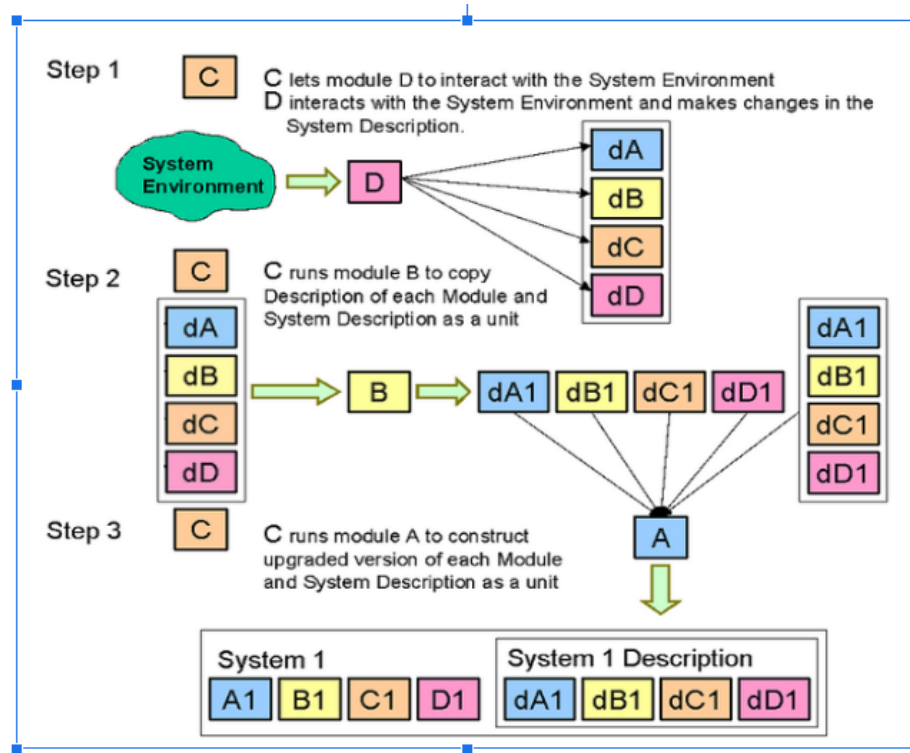 Step 1
C
C lets module D to interact with the System Environment
D interacts with the System Environment and makes changes in the
System Description.
System
Environment
D
dA
dB
dC
dD
Step 2
C
C runs module B to copy
Description of each Module and
System Description as a unit
dA
dB
dC
dD
B
dA1
dB1
dC1
dD1
dA1
dB1
dC1
dD1
Step 3
C
C runs module A to construct
upgraded version of each Module
and System Description as a unit
A
System 1
A1
B1
C1
D1
System 1 Description
dA1
dB1
dC1
dD1